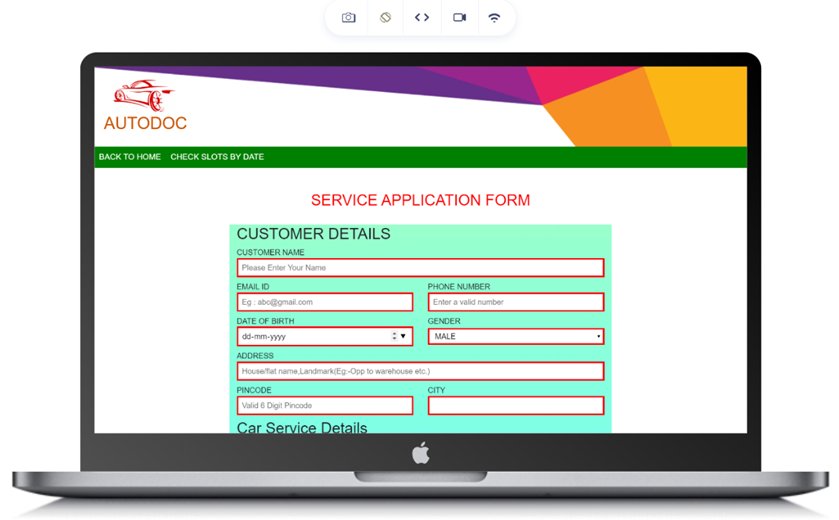 AUTODOC
BACK TO HOME CHECK SLOTS BY DATE
SERVICE APPLICATION FORM
CUSTOMER DETAILS
CUSTOMER NAME
Please Enter Your Name
EMAIL ID PHONE NUMBER
Eg : abc@gmail.com Enter a valid number
DATE OF BIRTH GENDER
dd-mm-yyyy MALE
ADDRESS
House/flat name,Landmark(Eg:-Opp to warehouse etc.)
PINCODE CITY
Valid 6 Digit Pincode
Car Service Details